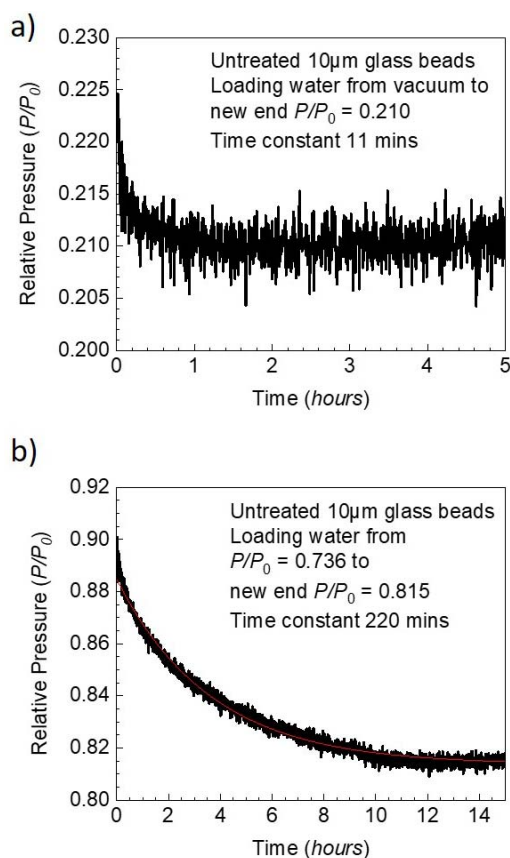 a)
0.230
0.225
0.220
0.215
0.210
0.205
0.200
Relative Pressure (P/P0)
Untreated 10µm glass beads
Loading water from vacuum to
new end P/P0 = 0.210
Time constant 11 mins
0 1 2 3 4 5
Time (hours)
b)
0.92
0.90
0.88
0.86
0.84
0.82
0.80
Relative Pressure (P/P0)
Untreated 10µm glass beads
Loading water from
P/P0 = 0.736 to
new end P/P0 = 0.815
Time constant 220 mins
0 2 4 6 8 10 12 14
Time (hours)